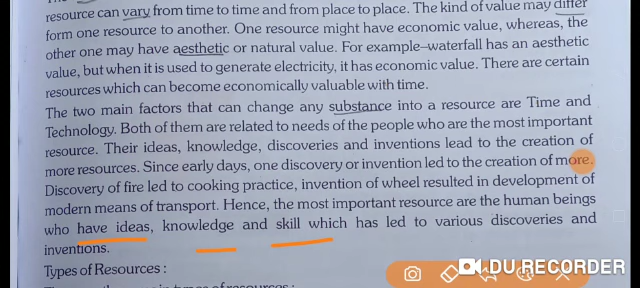 resource can vary from time to time and from place to place. The kind of value may differ
form one resource to another. One resource might have economic value, whereas, the
other one may have aesthetic or natural value. For example–waterfall has an aesthetic
value, but when it is used to generate electricity, it has economic value. There are certain
resources which can become economically valuable with time.
The two main factors that can change any substance into a resource are Time and
Technology. Both of them are related to needs of the people who are the most important
resource. Their ideas, knowledge, discoveries and inventions lead to the creation of
more resources. Since early days, one discovery or invention led to the creation of more.
Discovery of fire led to cooking practice, invention of wheel resulted in development of
modern means of transport. Hence, the most important resource are the human beings
who have ideas, knowledge and skill which has led to various discoveries and
inventions.
Types of Resources :
DU RECORDER